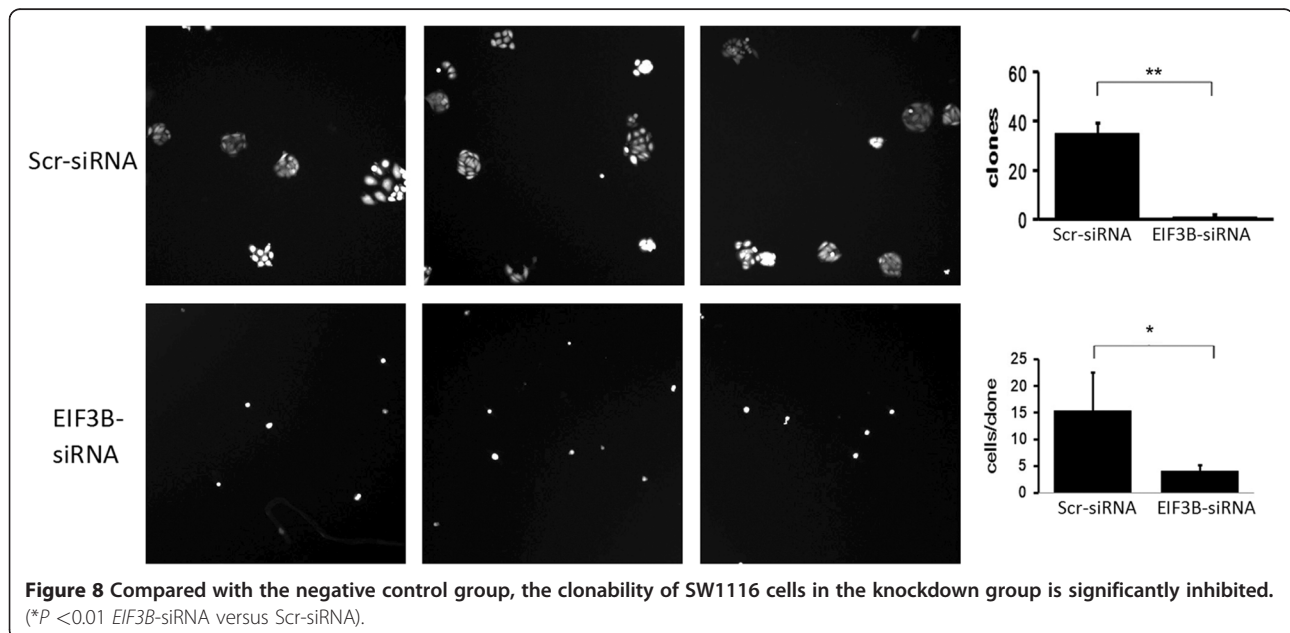 Scr-siRNA
60
40
20
0
clones
**
Scr-siRNA EIF3B-siRNA
EIF3B-
siRNA
25
20
15
10
5
0
cells/clone
*
Scr-siRNA EIF3B-siRNA
Figure 8 Compared with the negative control group, the clonability of SW1116 cells in the knockdown group is significantly inhibited.
(*P <0.01 EIF3B-siRNA versus Scr-siRNA).